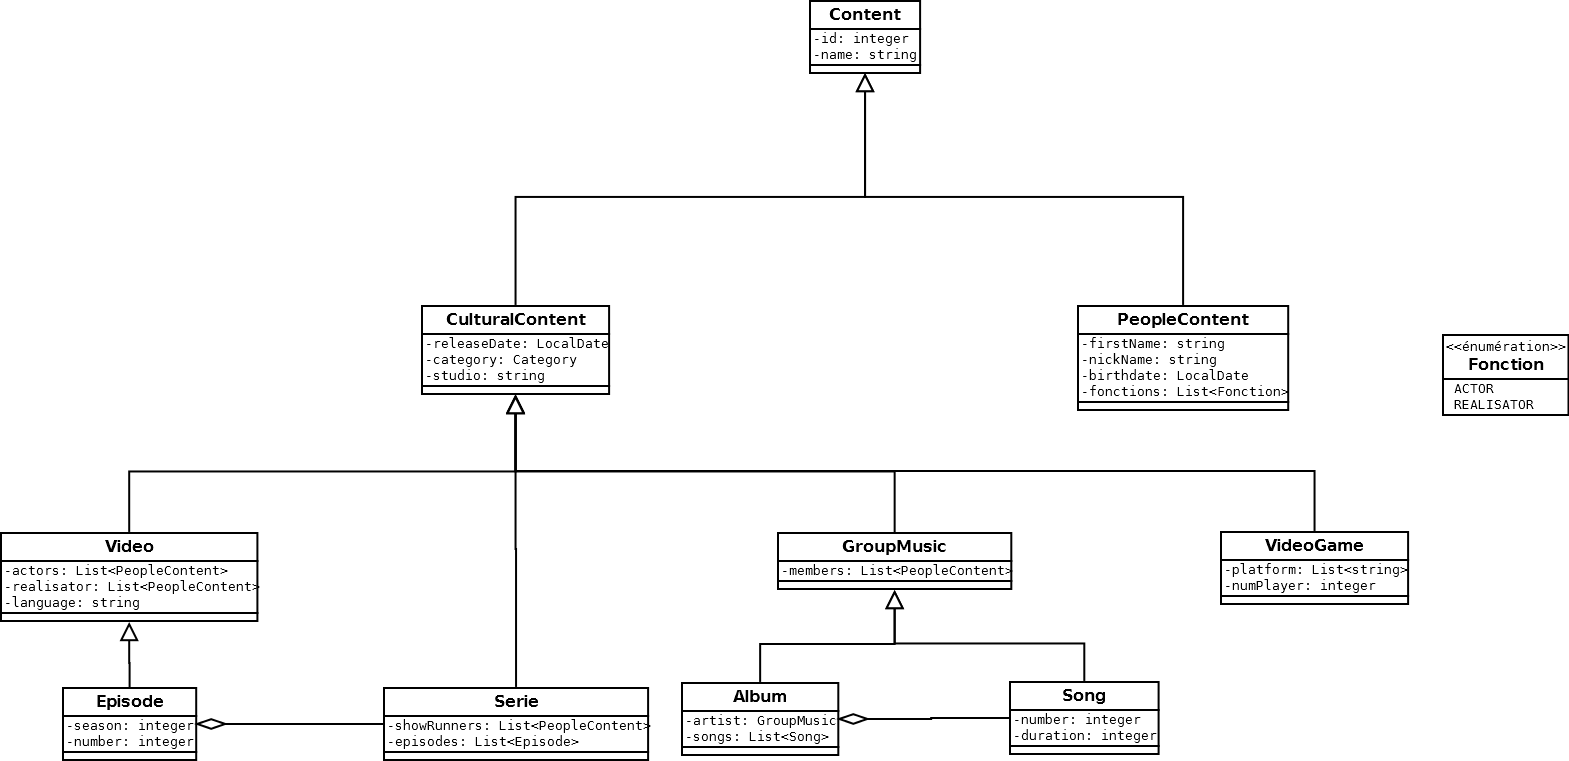 Content
-id: integer
-name: string
CulturalContent
-releaseDate: LocalDate
-category: Category
-studio: string
PeopleContent
-firstName: string
-nickName: string
-birthdate: LocalDate
-fonctions: List<Fonction>
<<énumération>>
Fonction
ACTOR
REALISATOR
Video
-actors: List<PeopleContent>
-realisator: List<PeopleContent>
-language: string
GroupMusic
-members: List<PeopleContent>
VideoGame
-platform: List<string>
-numPlayer: integer
Episode
-season: integer
-number: integer
Serie
-showRunners: List<PeopleContent>
-episodes: List<Episode>
Album
-artist: GroupMusic
-songs: List<Song>
Song
-number: integer
-duration: integer